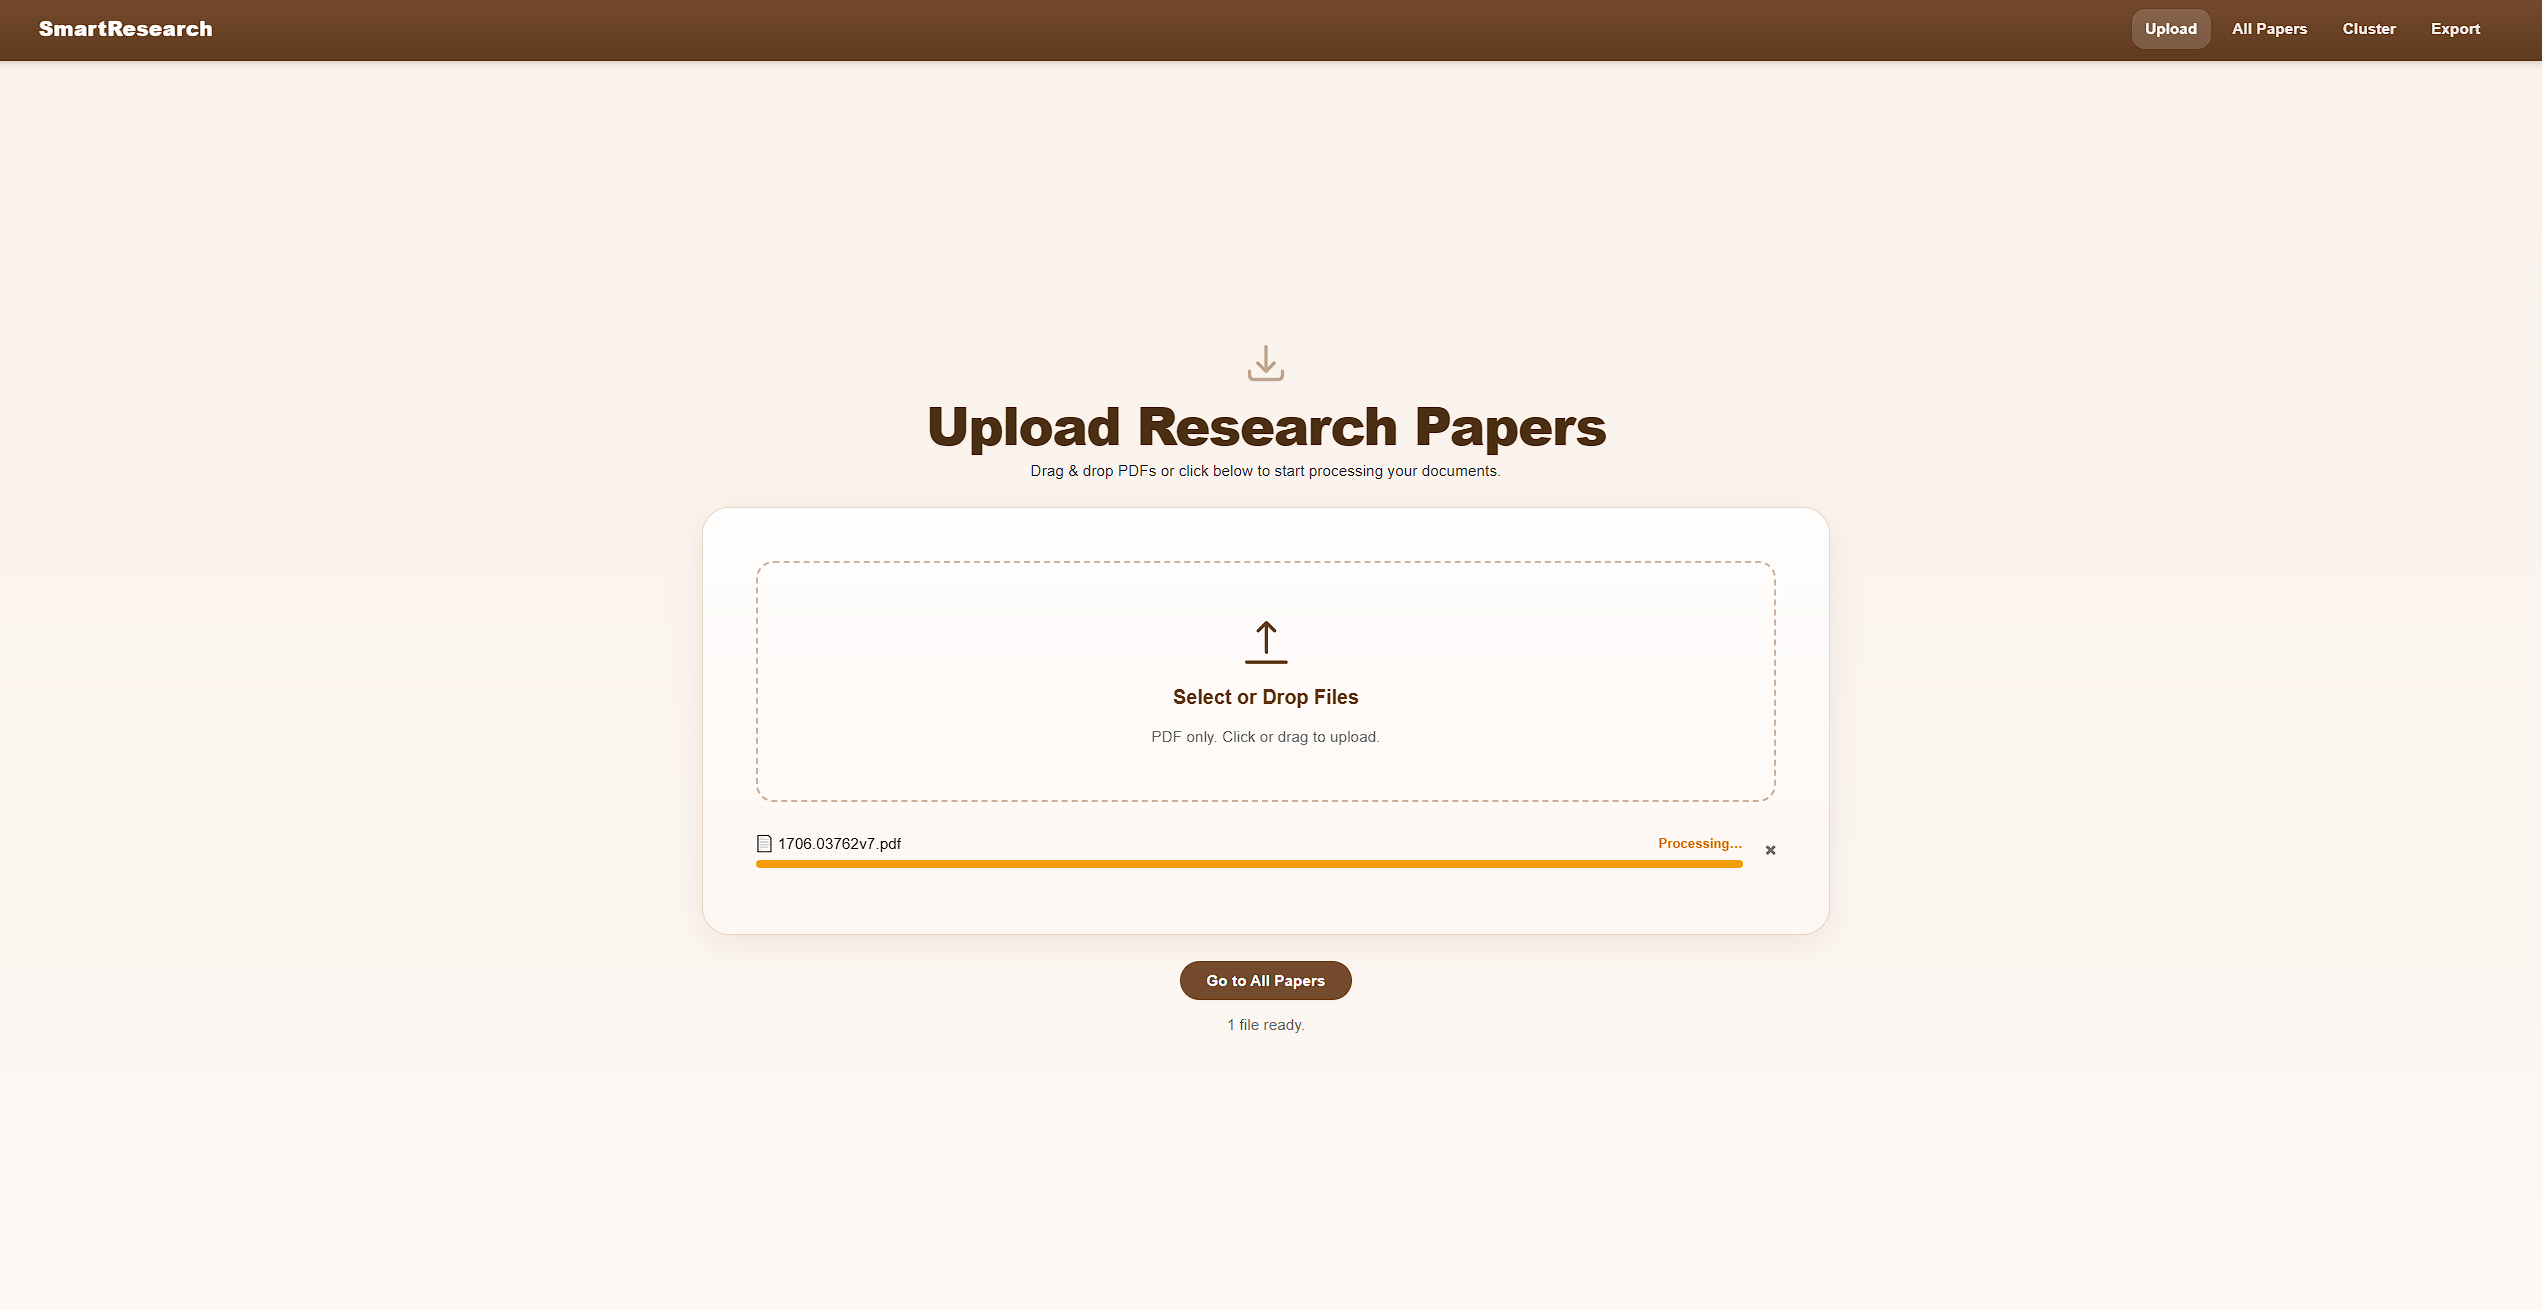 SmartResearch
Upload All Papers Cluster Export
Upload Research Papers
Drag & drop PDFs or click below to start processing your documents.
Select or Drop Files
PDF only. Click or drag to upload.
1706.03762v7.pdf Processing...
Go to All Papers
1 file ready.